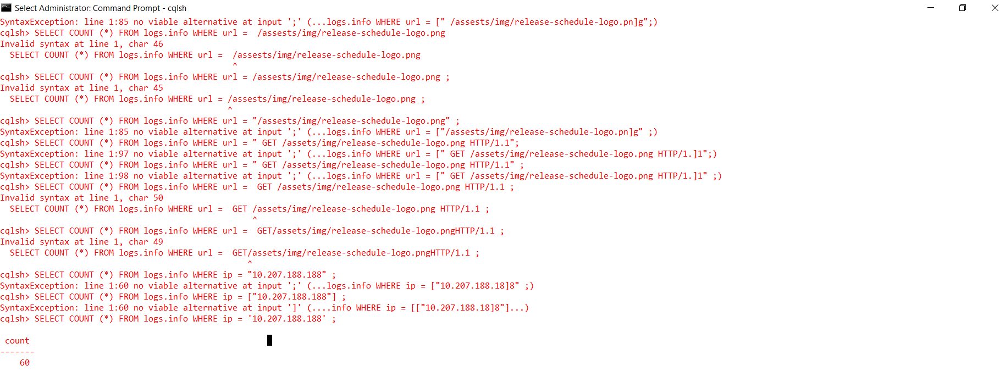 Select Administrator: Command Prompt - cqlsh
SyntaxException: line 1:85 no viable alternative at input ';' (...logs.info WHERE url = [" /assests/img/release-schedule-logo.pn]g";)
cqlsh> SELECT COUNT (*) FROM logs.info WHERE url =  /assests/img/release-schedule-logo.png
Invalid syntax at line 1, char 46
  SELECT COUNT (*) FROM logs.info WHERE url =  /assests/img/release-schedule-logo.png
                                               ^
cqlsh> SELECT COUNT (*) FROM logs.info WHERE url = /assests/img/release-schedule-logo.png ;
Invalid syntax at line 1, char 45
  SELECT COUNT (*) FROM logs.info WHERE url = /assests/img/release-schedule-logo.png ;
                                              ^
cqlsh> SELECT COUNT (*) FROM logs.info WHERE url = "/assests/img/release-schedule-logo.png" ;
SyntaxException: line 1:85 no viable alternative at input ';' (...logs.info WHERE url = ["/assests/img/release-schedule-logo.pn]g" ;)
cqlsh> SELECT COUNT (*) FROM logs.info WHERE url = " GET /assets/img/release-schedule-logo.png HTTP/1.1";
SyntaxException: line 1:97 no viable alternative at input ';' (...logs.info WHERE url = [" GET /assets/img/release-schedule-logo.png HTTP/1.]1";)
cqlsh> SELECT COUNT (*) FROM logs.info WHERE url = " GET /assets/img/release-schedule-logo.png HTTP/1.1" ;
SyntaxException: line 1:98 no viable alternative at input ';' (...logs.info WHERE url = [" GET /assets/img/release-schedule-logo.png HTTP/1.]1" ;)
cqlsh> SELECT COUNT (*) FROM logs.info WHERE url =  GET /assets/img/release-schedule-logo.png HTTP/1.1 ;
Invalid syntax at line 1, char 50
  SELECT COUNT (*) FROM logs.info WHERE url =  GET /assets/img/release-schedule-logo.png HTTP/1.1 ;
                                                   ^
cqlsh> SELECT COUNT (*) FROM logs.info WHERE url =  GET/assets/img/release-schedule-logo.pngHTTP/1.1 ;
Invalid syntax at line 1, char 49
  SELECT COUNT (*) FROM logs.info WHERE url =  GET/assets/img/release-schedule-logo.pngHTTP/1.1 ;
                                                  ^
cqlsh> SELECT COUNT (*) FROM logs.info WHERE ip = "10.207.188.188" ;
SyntaxException: line 1:60 no viable alternative at input ';' (...logs.info WHERE ip = ["10.207.188.18]8" ;)
cqlsh> SELECT COUNT (*) FROM logs.info WHERE ip = ["10.207.188.188"] ;
SyntaxException: line 1:60 no viable alternative at input ']' (....info WHERE ip = [["10.207.188.18]8"]...)
cqlsh> SELECT COUNT (*) FROM logs.info WHERE ip = '10.207.188.188' ;
 count
-------
    60